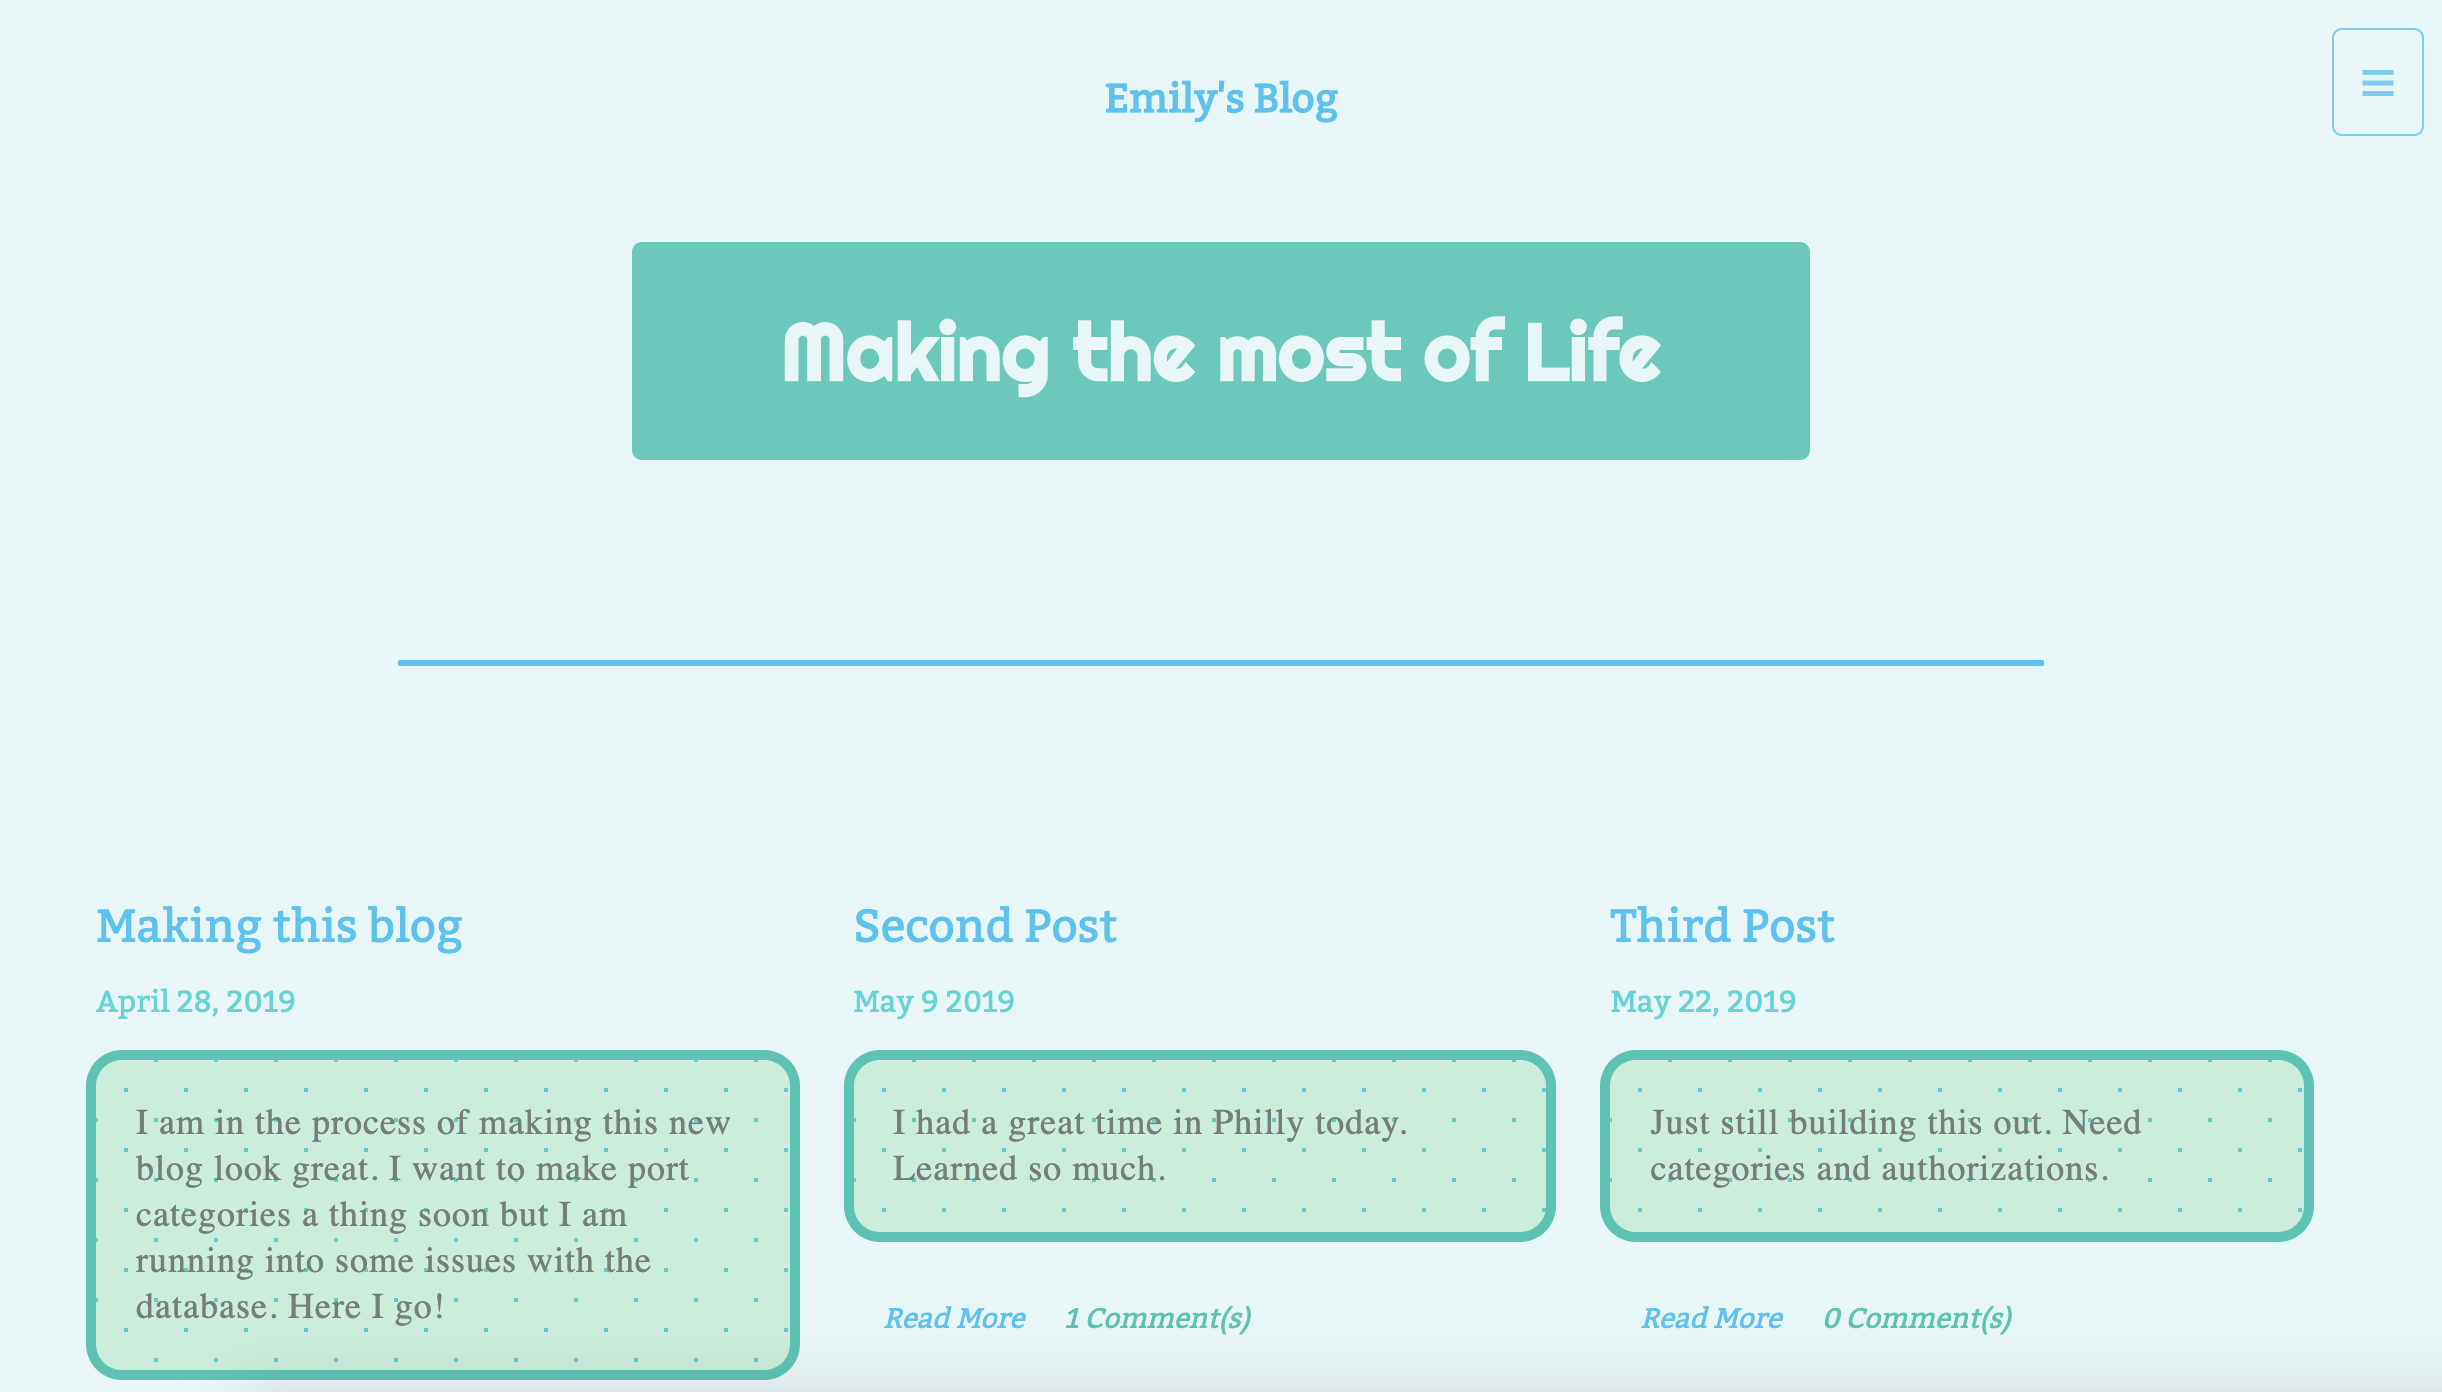 Emily's Blog
Making the most of Life
Making this blog
April 28, 2019
I am in the process of making this new
blog look great. I want to make port
categories a thing soon but I am
running into some issues with the
database. Here I go!
Second Post
May 9 2019
I had a great time in Philly today.
Learned so much.
Read More 1 Comment(s)
Third Post
May 22, 2019
Just still building this out. Need
categories and authorizations.
Read More 0 Comment(s)